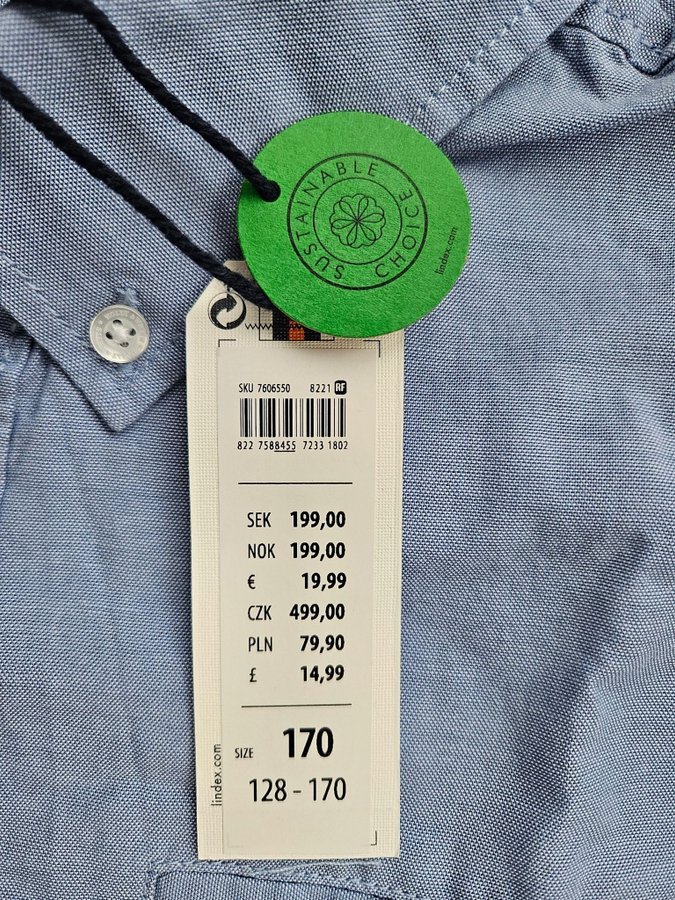 SUSTAINABLE CHOICE
lindex.com
SKU 7606550 8221 RF
822 7588455 7233 1802
SEK 199,00
NOK 199,00
€ 19,99
CZK 499,00
PLN 79,90
£ 14,99
SIZE 170
128 - 170
lindex.com